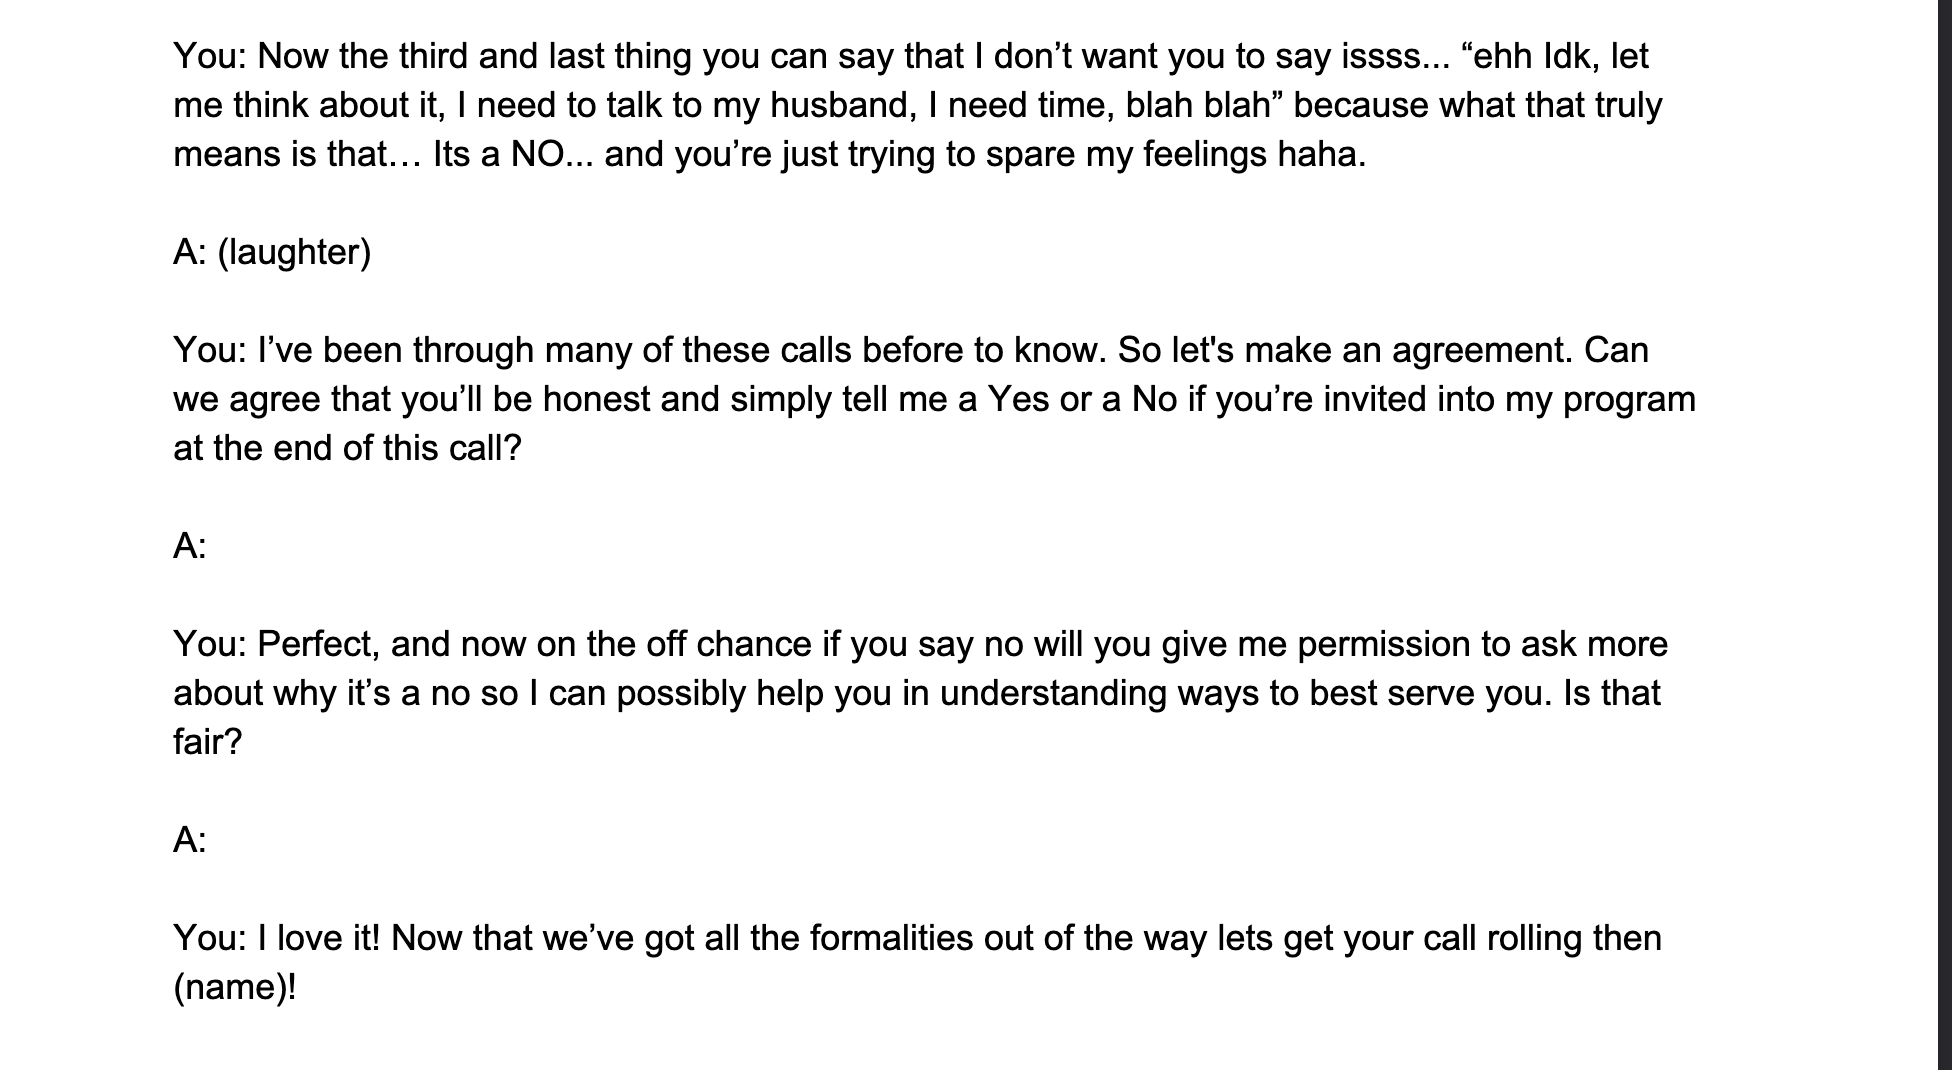 You: Now the third and last thing you can say that I don’t want you to say issss... “ehh Idk, let
me think about it, I need to talk to my husband, I need time, blah blah” because what that truly
means is that… Its a NO... and you’re just trying to spare my feelings haha.
A: (laughter)
You: I’ve been through many of these calls before to know. So let's make an agreement. Can
we agree that you’ll be honest and simply tell me a Yes or a No if you’re invited into my program
at the end of this call?
A:
You: Perfect, and now on the off chance if you say no will you give me permission to ask more
about why it’s a no so I can possibly help you in understanding ways to best serve you. Is that
fair?
A:
You: I love it! Now that we’ve got all the formalities out of the way lets get your call rolling then
(name)!